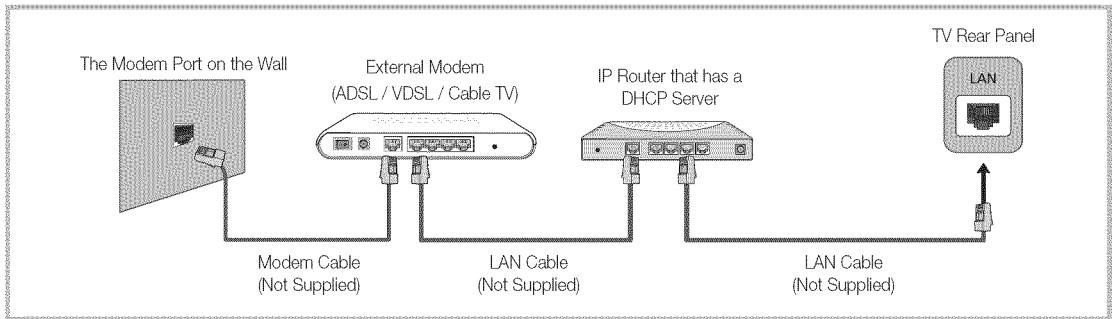 The Modem Port on the Wall
External Modem
(ADSL / VDSL / Cable TV)
IP Router that has a
DHCP Server
TV Rear Panel
LAN
Modem Cable
(Not Supplied)
LAN Cable
(Not Supplied)
LAN Cable
(Not Supplied)